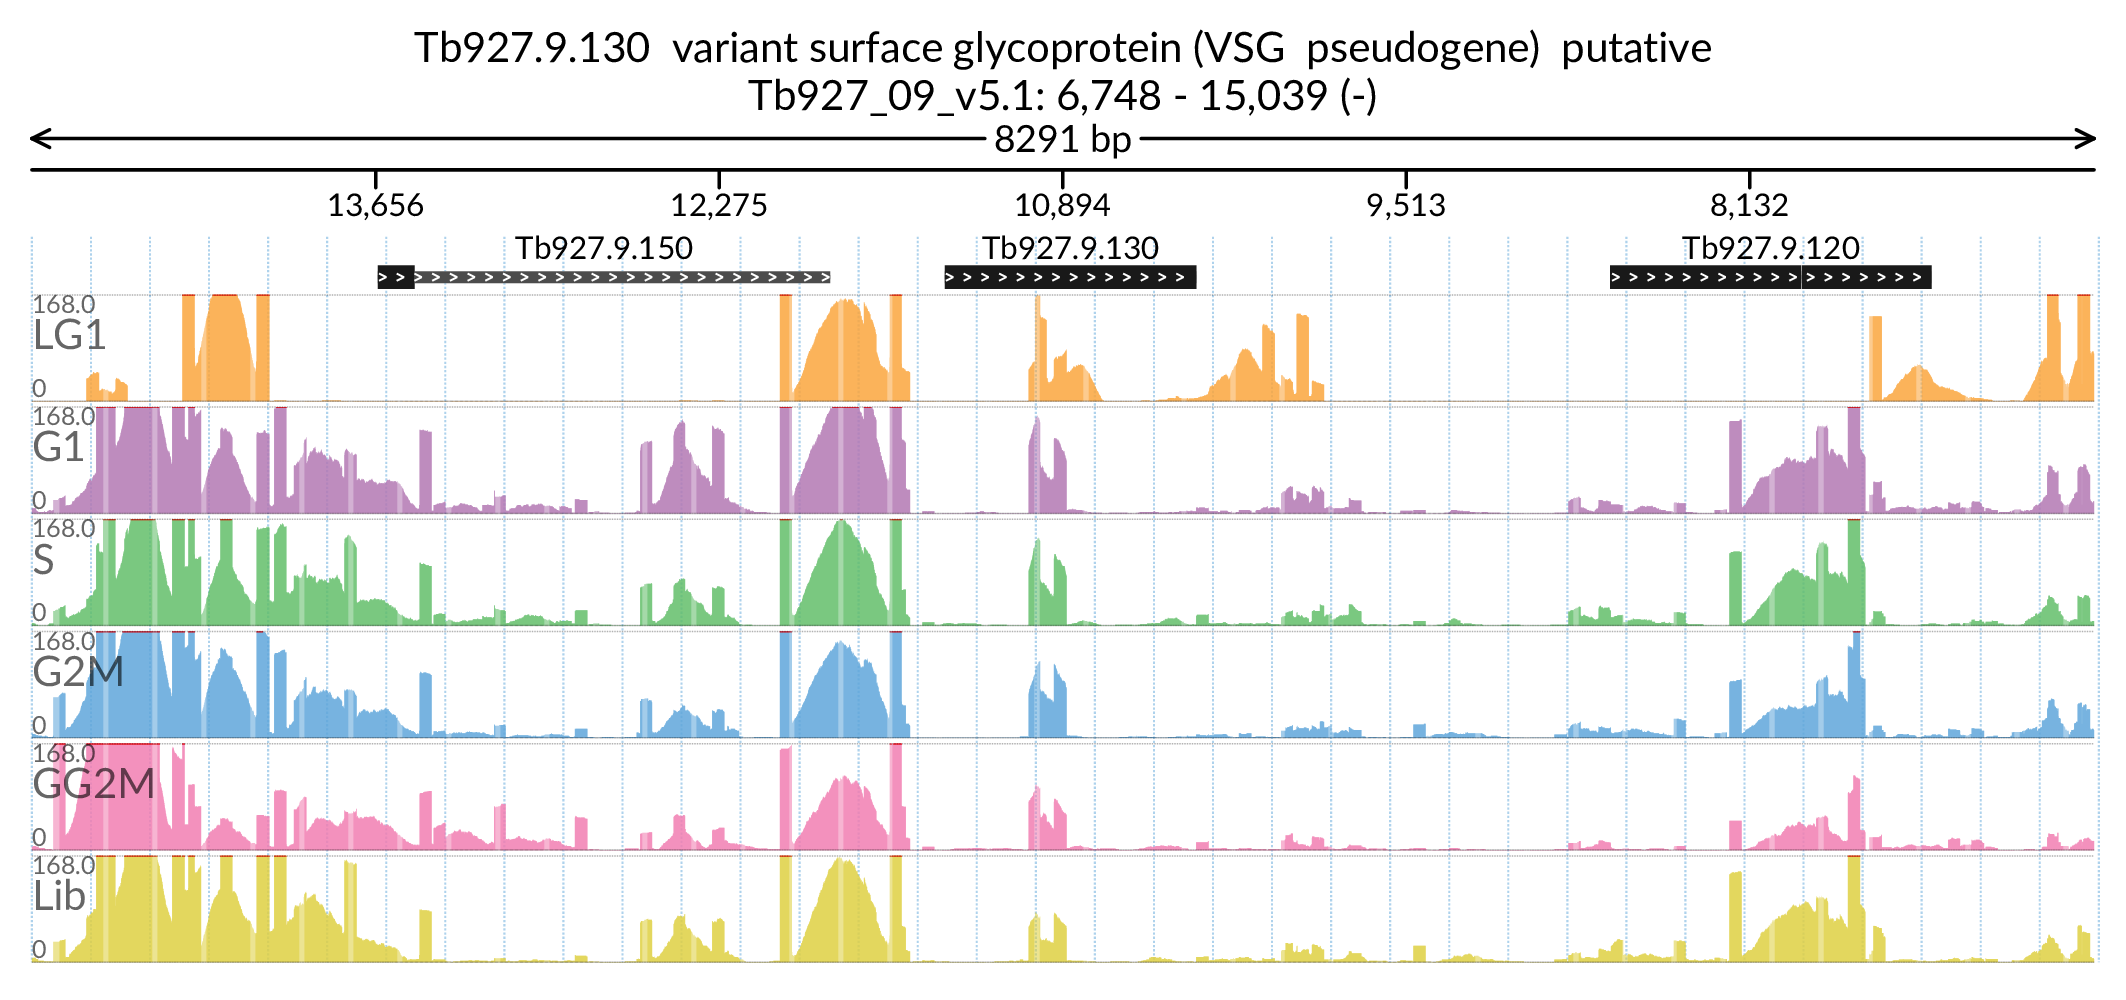 Tb927.9.130 variant surface glycoprotein (VSG pseudogene) putative
Tb927_09_v5.1: 6,748 - 15,039 (-)
8291 bp
13,656 12,275 10,894 9,513 8,132
Tb927.9.150 Tb927.9.130 Tb927.9.120
168.0
LG1
0
168.0
G1
0
168.0
S
0
168.0
G2M
0
168.0
GG2M
0
168.0
Lib
0